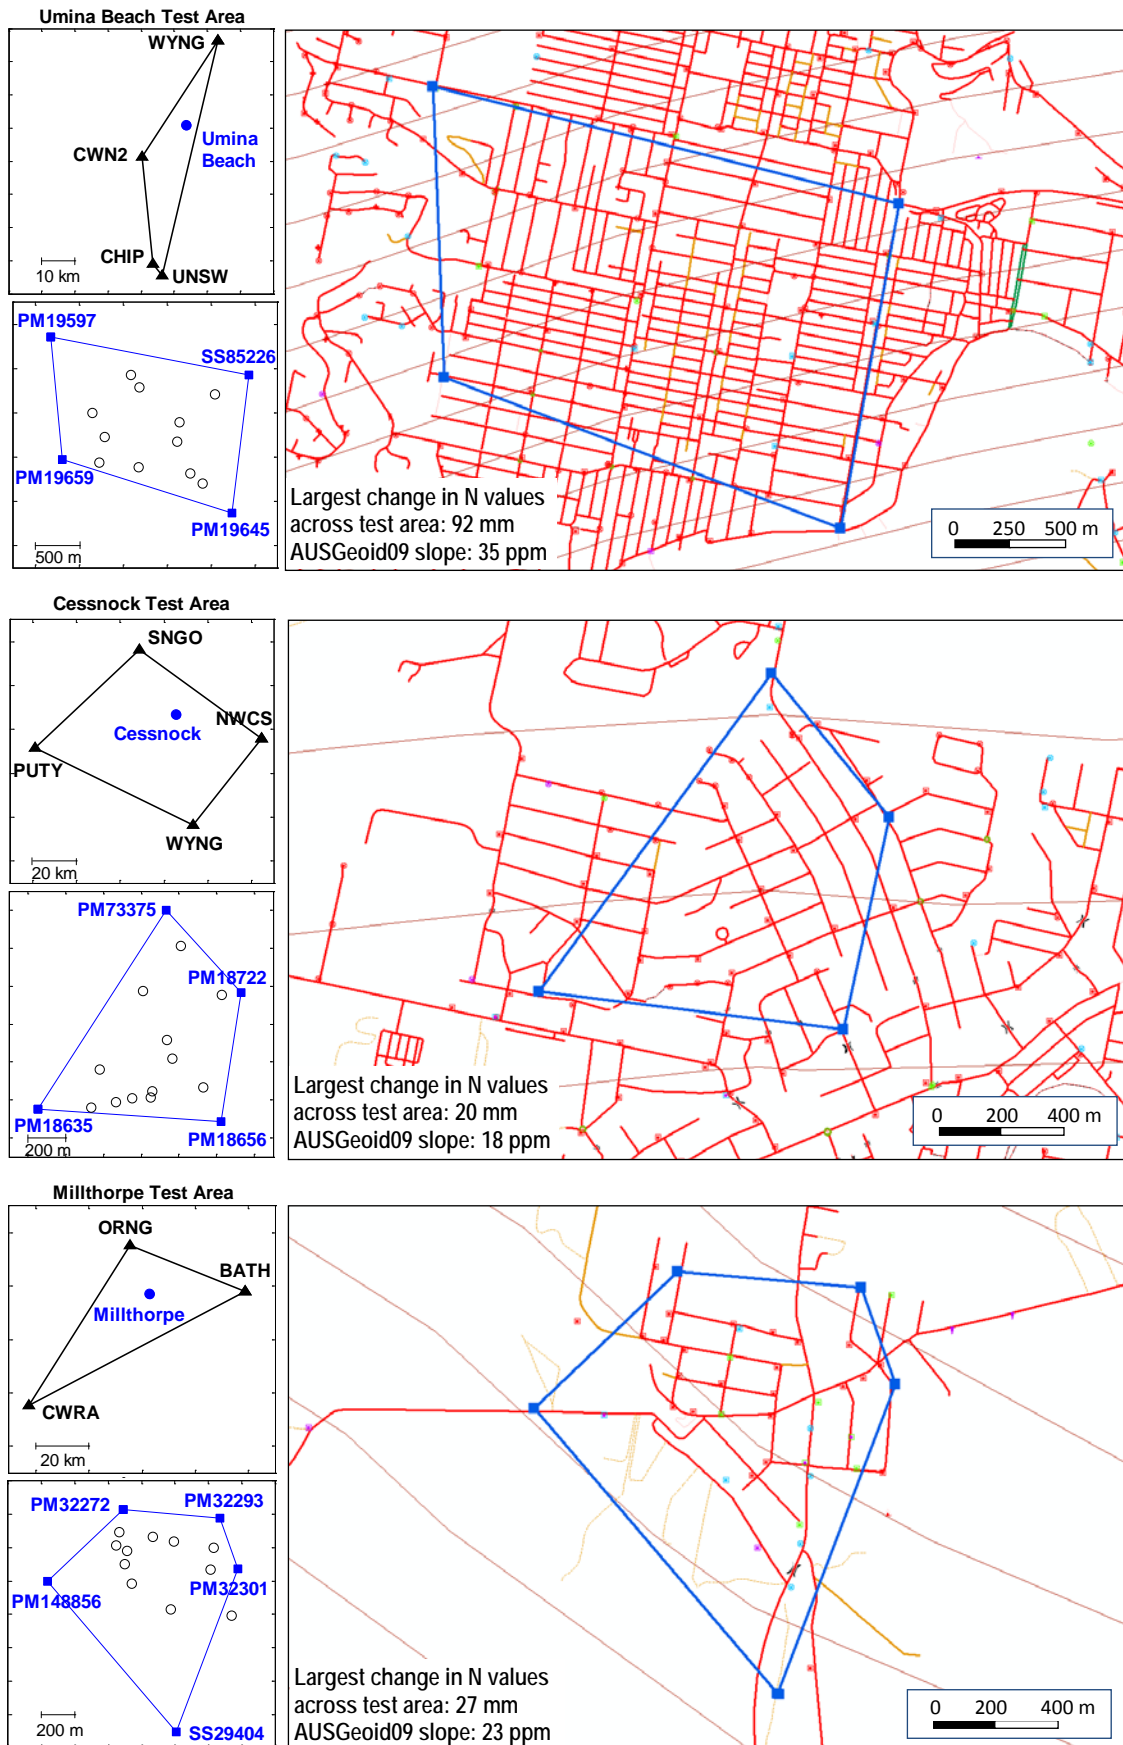 Umina Beach Test Area
WYNG
Umina
Beach
CWN2
CHIP
UNSW
10 km
PM19597
SS85226
PM19659
PM19645
500 m
Largest change in N values
across test area: 92 mm
AUSGeoid09 slope: 35 ppm
0 250 500 m
Cessnock Test Area
SNGO
NWCS
Cessnock
PUTY
WYNG
20 km
PM73375
PM18722
PM18635
PM18656
200 m
Largest change in N values
across test area: 20 mm
AUSGeoid09 slope: 18 ppm
0 200 400 m
Millthorpe Test Area
ORNG
BATH
Millthorpe
CWRA
20 km
PM32272
PM32293
PM32301
PM148856
200 m
SS29404
Largest change in N values
across test area: 27 mm
AUSGeoid09 slope: 23 ppm
0 200 400 m